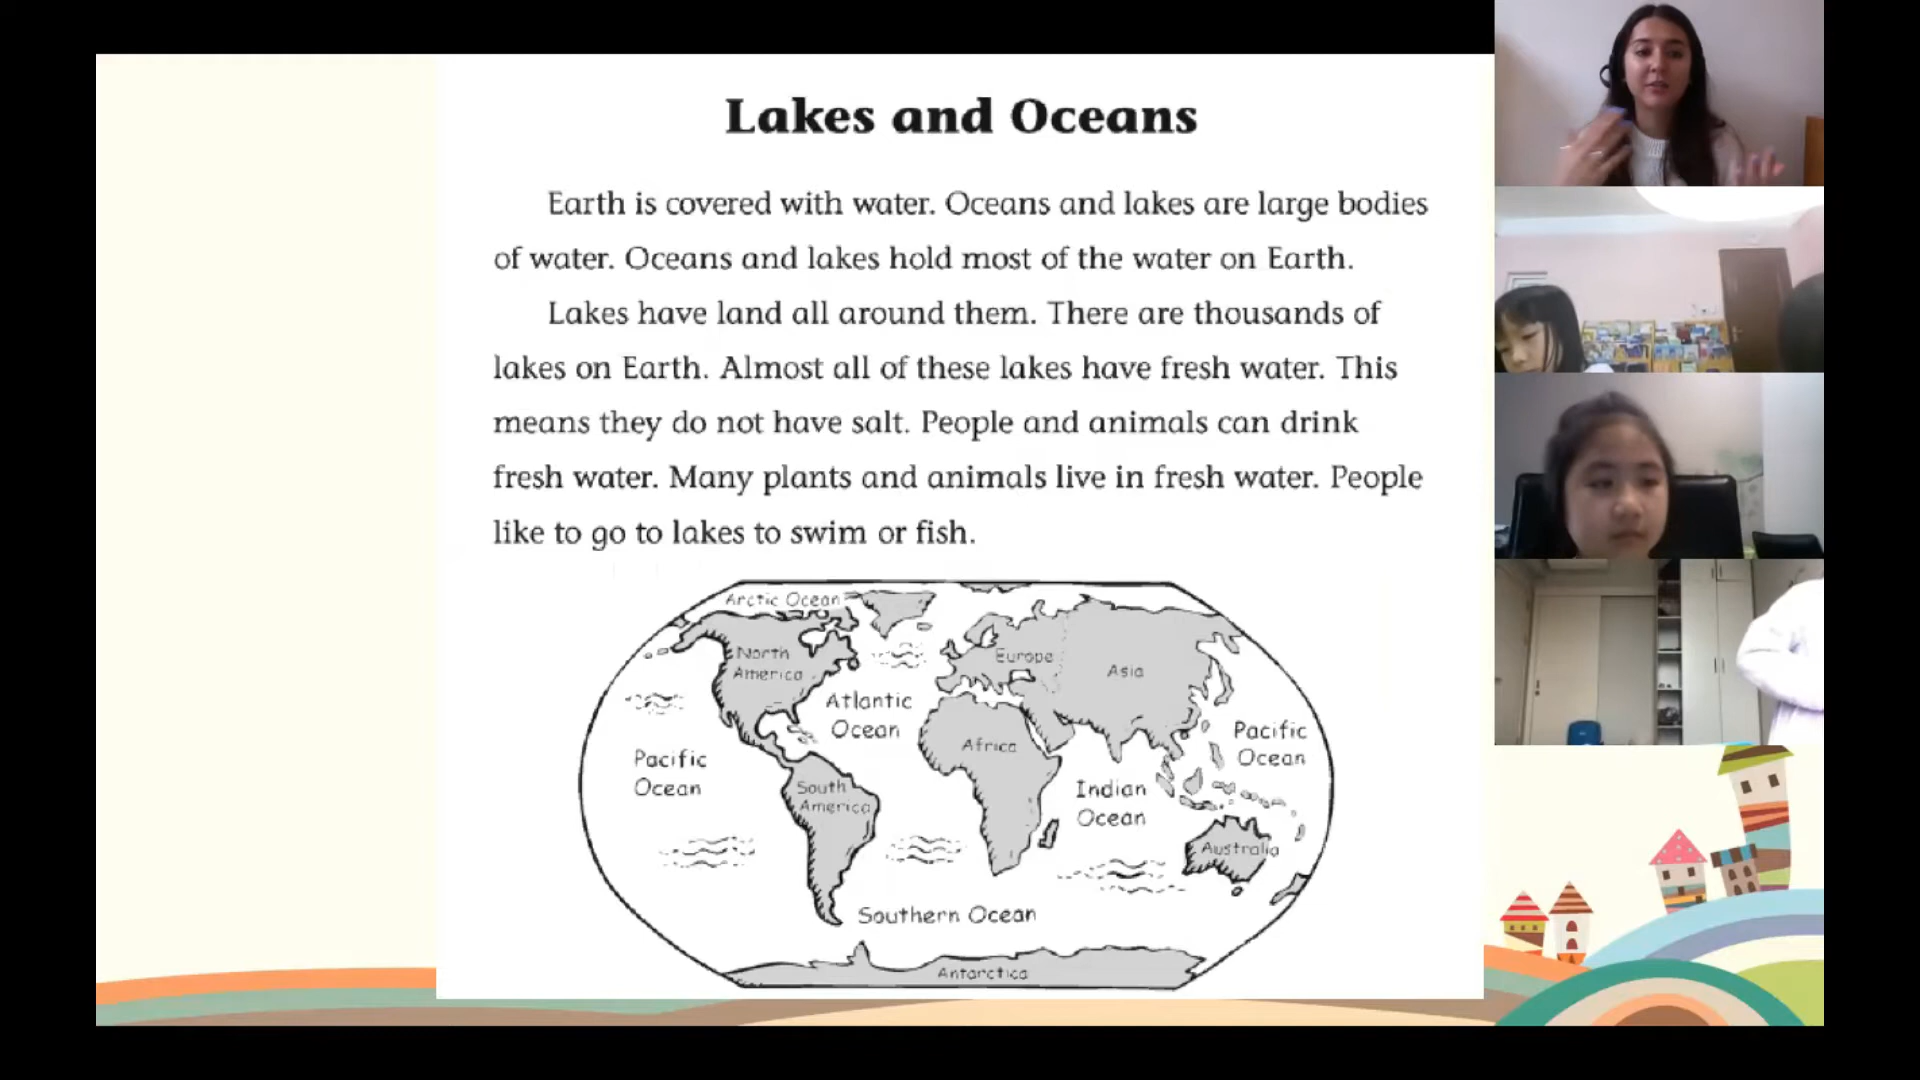 Lakes and Oceans
Earth is covered with water. Oceans and lakes are large bodies
of water. Oceans and lakes hold most of the water on Earth.
Lakes have land all around them. There are thousands of
lakes on Earth. Almost all of these lakes have fresh water. This
means they do not have salt. People and animals can drink
fresh water. Many plants and animals live in fresh water. People
like to go to lakes to swim or fish.
Arctic Ocean
North
America
Europe
Asia
Atlantic
Ocean
Pacific
Ocean
Africa
Pacific
Ocean
South
America
Indian
Ocean
Australia
Southern Ocean
Antarctica